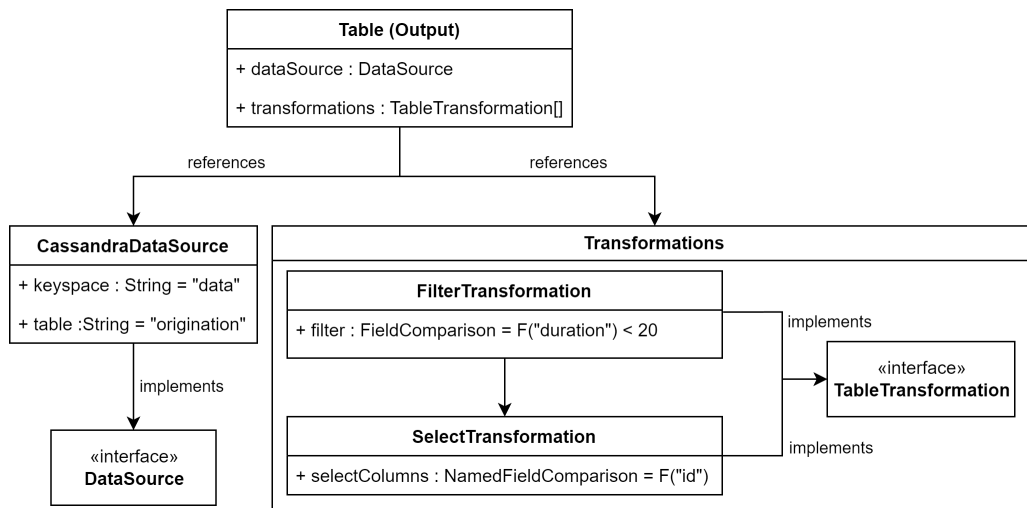 Table (Output)
+ dataSource : DataSource
+ transformations : TableTransformation[]
references
references
CassandraDataSource
+ keyspace : String = "data"
+ table :String = "origination"
implements
«interface»
DataSource
Transformations
FilterTransformation
+ filter : FieldComparison = F("duration") < 20
implements
«interface»
TableTransformation
SelectTransformation
+ selectColumns : NamedFieldComparison = F("id")
implements